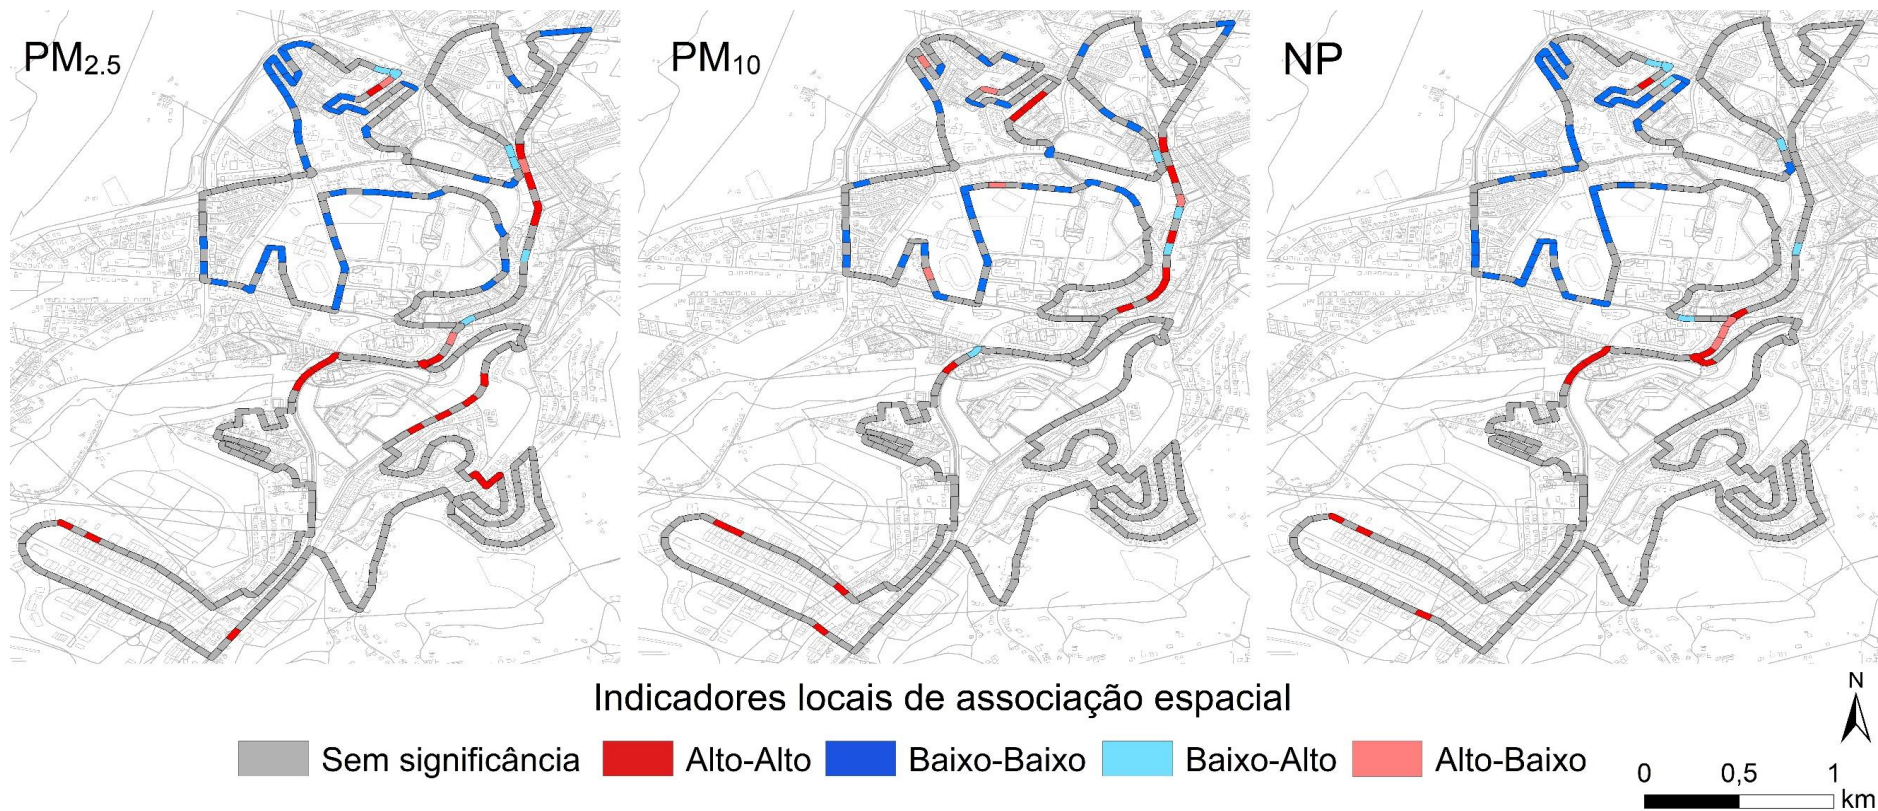 PM2.5
PM10
NP
Indicadores locais de associação espacial
Sem significância
Alto-Alto
Baixo-Baixo
Baixo-Alto
Alto-Baixo
N
0 0,5 1
km